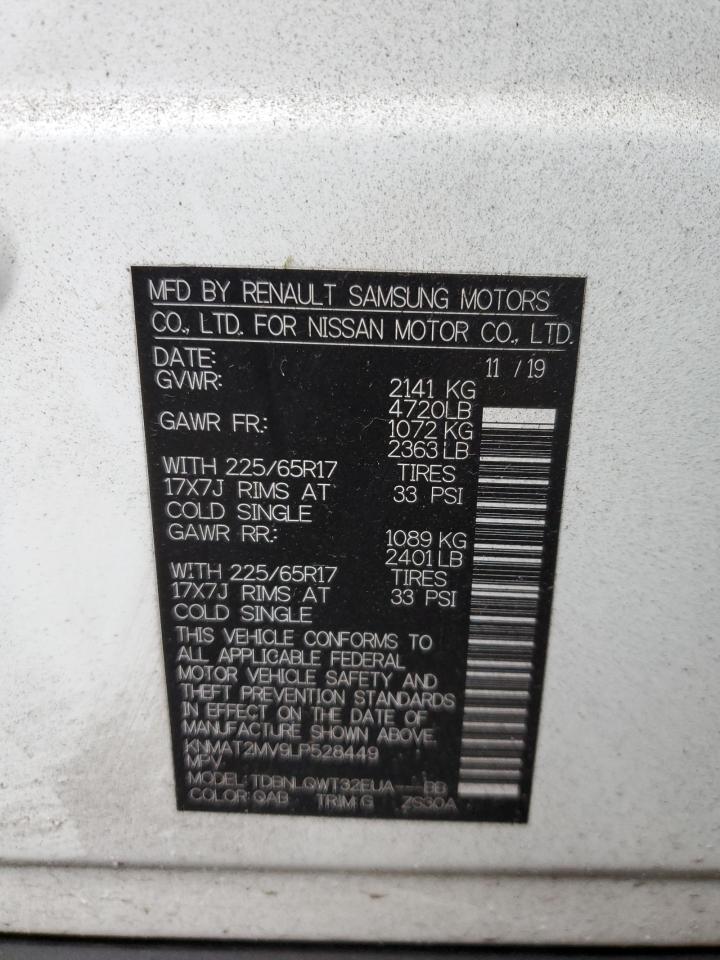 MFD BY RENAULT SAMSUNG MOTORS
CO., LTD. FOR NISSAN MOTOR CO., LTD.
DATE: 11 / 19
GVWR: 2141 KG
4720LB
GAWR FR: 1072 KG
2363 LB
WITH 225/65R17 TIRES
17X7J RIMS AT 33 PSI
COLD SINGLE
GAWR RR: 1089 KG
2401LB
WITH 225/65R17 TIRES
17X7J RIMS AT 33 PSI
COLD SINGLE
THIS VEHICLE CONFORMS TO
ALL APPLICABLE FEDERAL
MOTOR VEHICLE SAFETY AND
THEFT PREVENTION STANDARDS
IN EFFECT ON THE DATE OF
MANUFACTURE SHOWN ABOVE.
KNMAT2MV9LP528449
MPV
MODEL: TDBNLQWT32EUA---BB
COLOR: QAB TRIM: G ZS30A